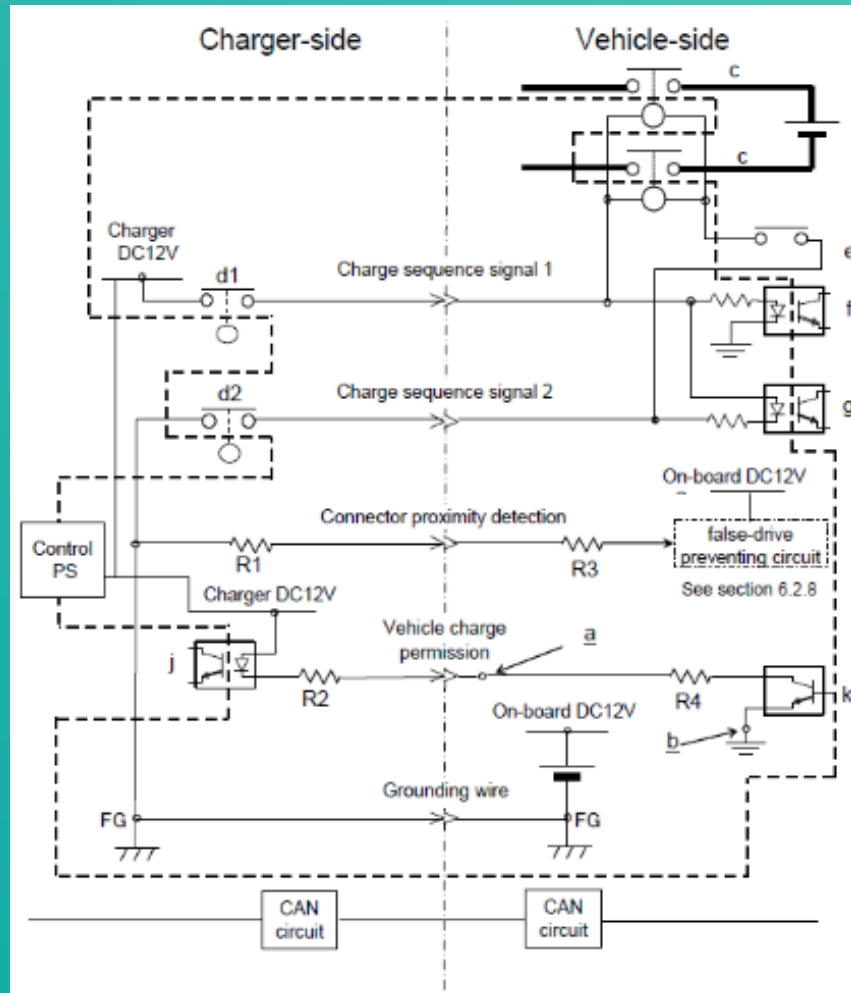 Charger-side
Vehicle-side
c
c
Charger
DC12V
d1
Charge sequence signal 1
e
f
d2
Charge sequence signal 2
g
On-board DC12V
Connector proximity detection
false-drive
preventing circuit
Control
PS
R1
R3
See section 6.2.8
Charger DC12V
Vehicle charge
permission
a
j
R2
R4
k
On-board DC12V
b
Grounding wire
FG
FG
CAN
circuit
CAN
circuit